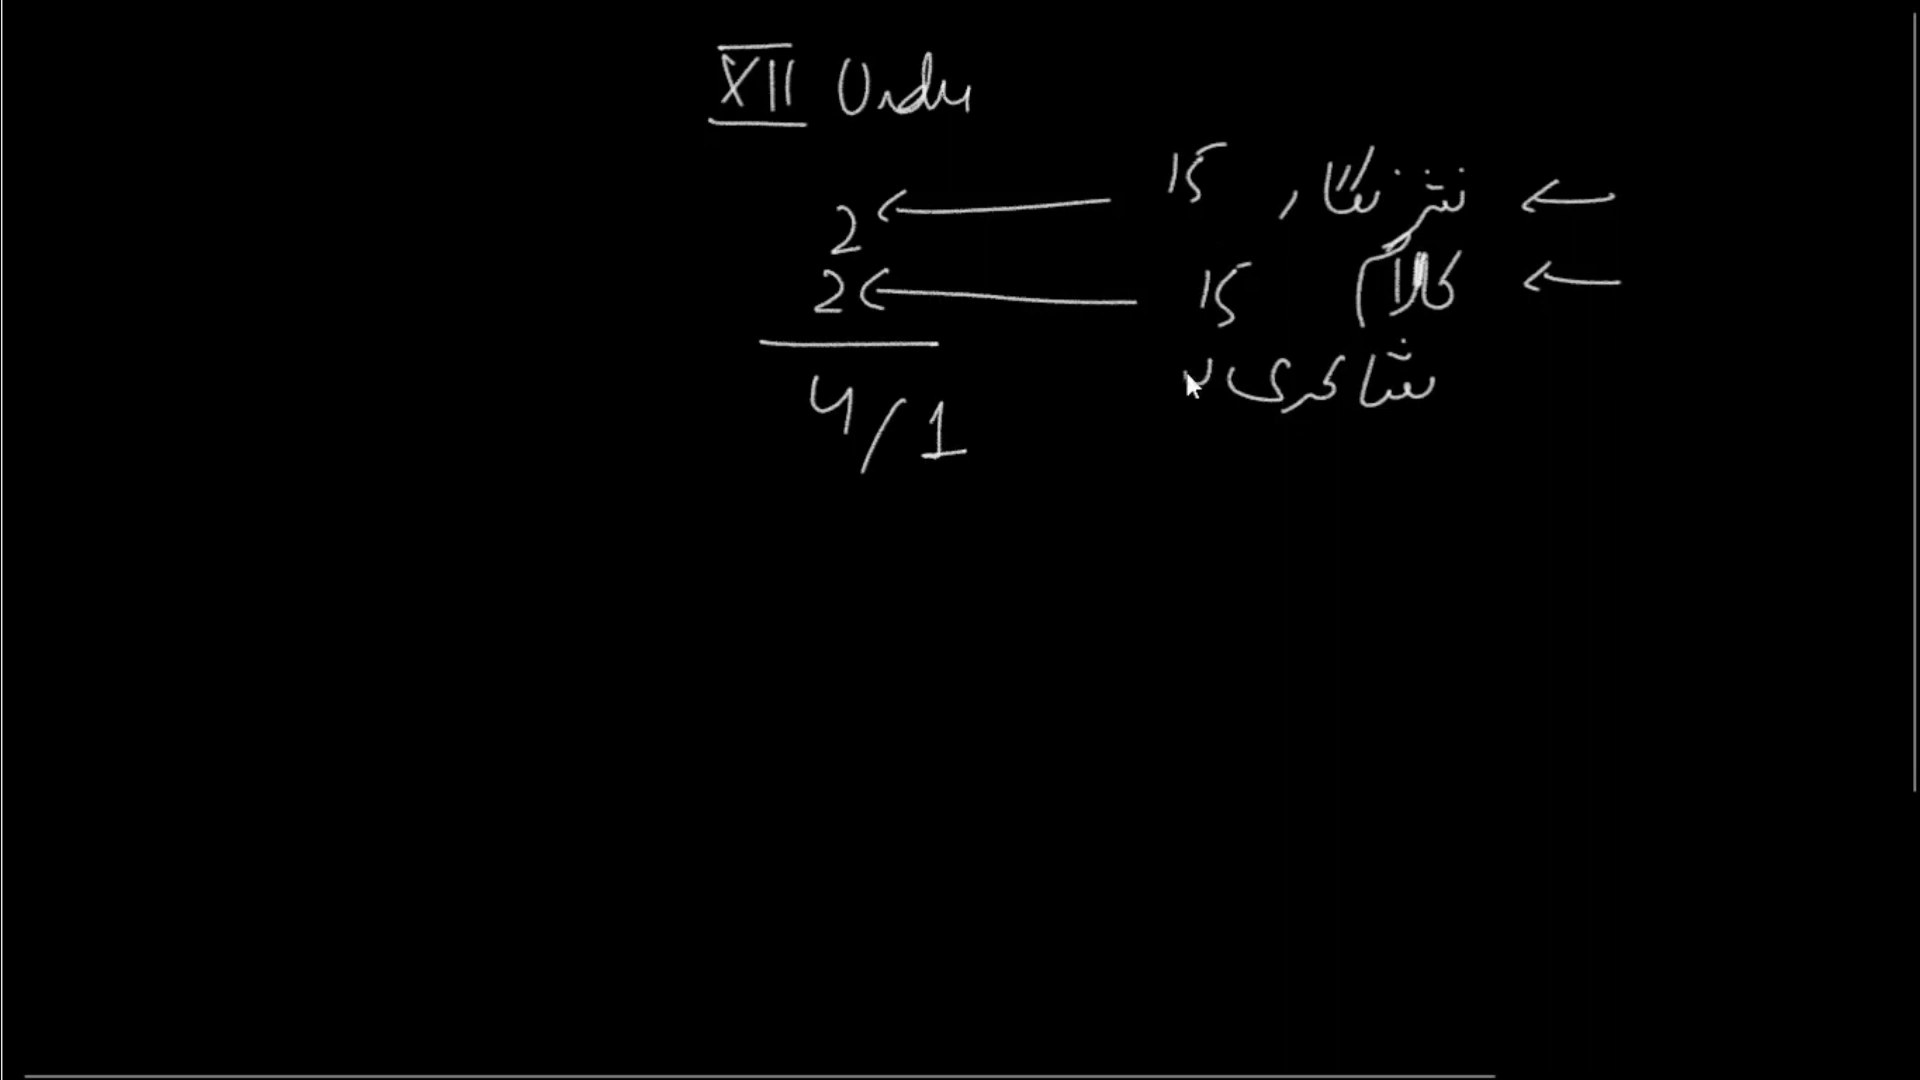 XII Urdu
← نثر نگار 15 ← 2
← کلام 15 ← 2
شاعری
4/1